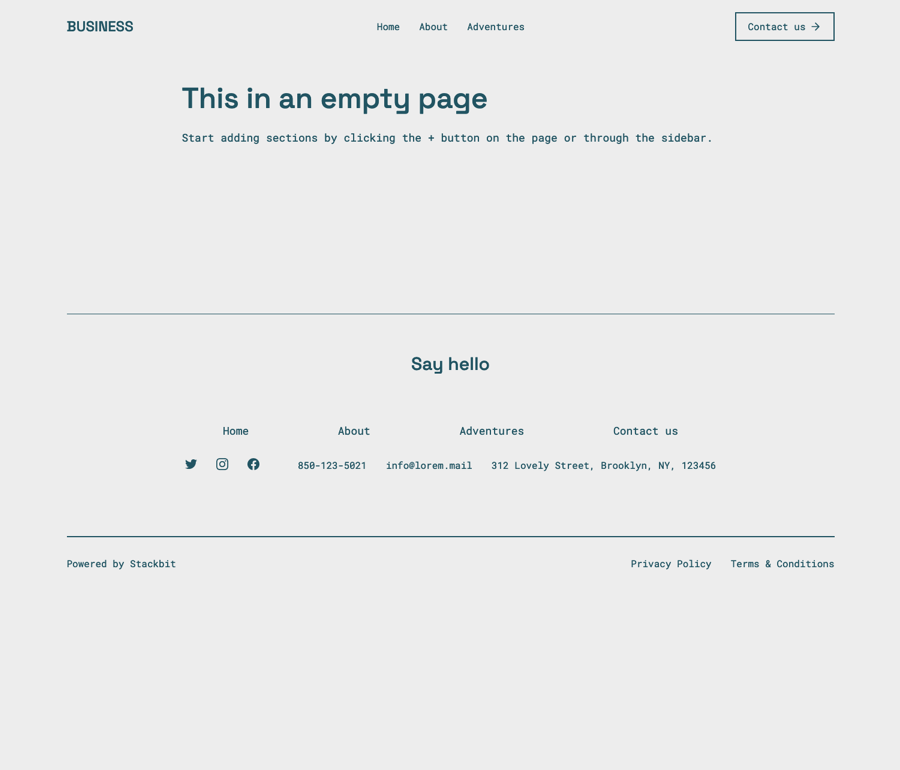 BUSINESS Home About Adventures Contact us →
This in an empty page
Start adding sections by clicking the + button on the page or through the sidebar.
Say hello
Home About Adventures Contact us
850-123-5021 info@lorem.mail 312 Lovely Street, Brooklyn, NY, 123456
Powered by Stackbit Privacy Policy Terms & Conditions